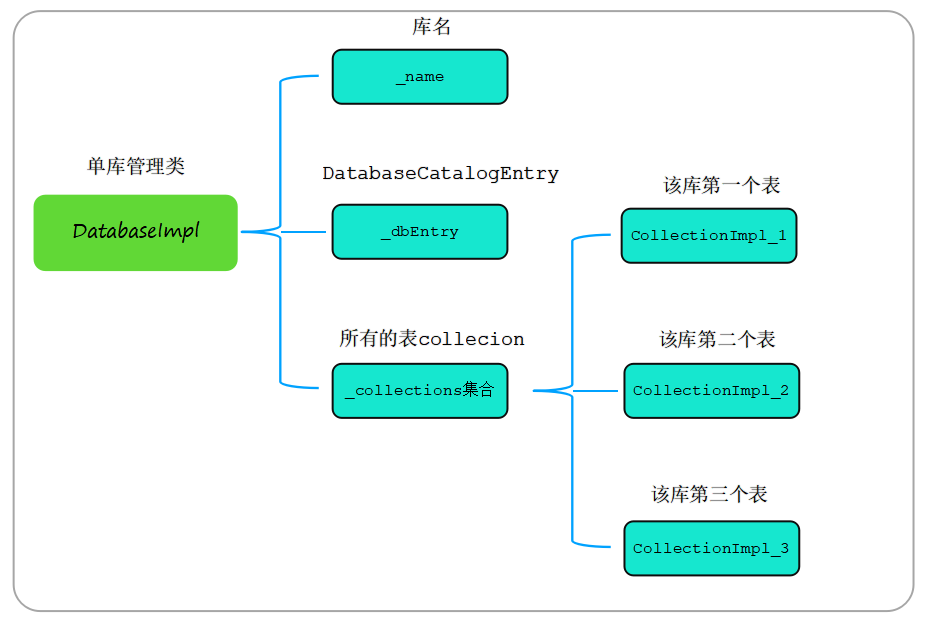 库名
_name
单库管理类
DatabaseImpl
DatabaseCatalogEntry
_dbEntry
所有的表collecion
_collections集合
该库第一个表
CollectionImpl_1
该库第二个表
CollectionImpl_2
该库第三个表
CollectionImpl_3